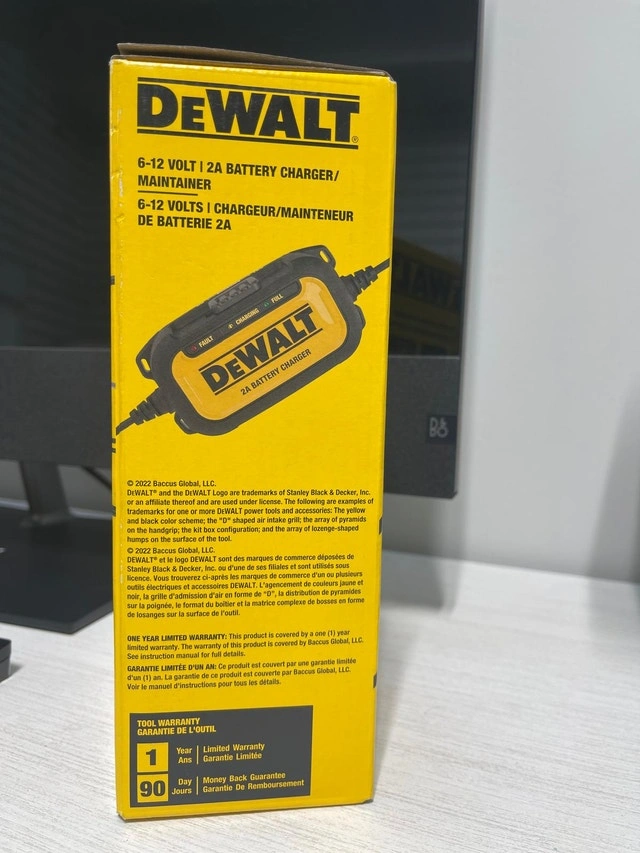 DEWALT®
6-12 VOLT | 2A BATTERY CHARGER/
MAINTAINER
6-12 VOLTS | CHARGEUR/MAINTENEUR
DE BATTERIE 2A
FAULT
CHARGING
FULL
DEWALT
2A BATTERY CHARGER
© 2022 Baccus Global, LLC.
DEWALT® and the DEWALT Logo are trademarks of Stanley Black & Decker, Inc.
or an affiliate thereof and are used under license. The following are examples of
trademarks for one or more DEWALT power tools and accessories: The yellow
and black color scheme; the "D" shaped air intake grill; the array of pyramids
on the handgrip; the kit box configuration; and the array of lozenge-shaped
humps on the surface of the tool.
© 2022 Baccus Global, LLC.
DEWALT® et le logo DEWALT sont des marques de commerce déposées de
Stanley Black & Decker, Inc. ou d'une de ses filiales et sont utilisés sous
licence. Vous trouverez ci-après les marques de commerce d'un ou plusieurs
outils électriques et accessoires DEWALT. L'agencement de couleurs jaune et
noir, la grille d'admission d'air en forme de "D", la distribution de pyramides
sur la poignée, le format du boîtier et la matrice complexe de bosses en forme
de losanges sur la surface de l'outil.
ONE YEAR LIMITED WARRANTY: This product is covered by a one (1) year
limited warranty. The warranty of this product is covered by Baccus Global, LLC.
See instruction manual for full details.
GARANTIE LIMITÉE D'UN AN: Ce produit est couvert par une garantie limitée
d'un (1) an. La garantie de ce produit est couverte par Baccus Global, LLC.
Voir le manuel d'instructions pour tous les détails.
TOOL WARRANTY
GARANTIE DE L'OUTIL
1 Year Ans | Limited Warranty
Garantie Limitée
90 Day Jours | Money Back Guarantee
Garantie De Remboursement
B&O
DEWALT